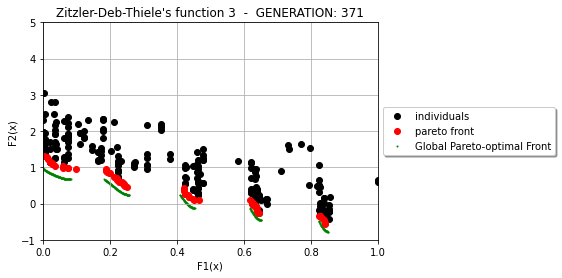 Zitzler-Deb-Thiele's function 3 - GENERATION: 371
5
4
3
2
1
0
−1
F2(x)
0.0 0.2 0.4 0.6 0.8 1.0
F1(x)
individuals
pareto front
Global Pareto-optimal Front